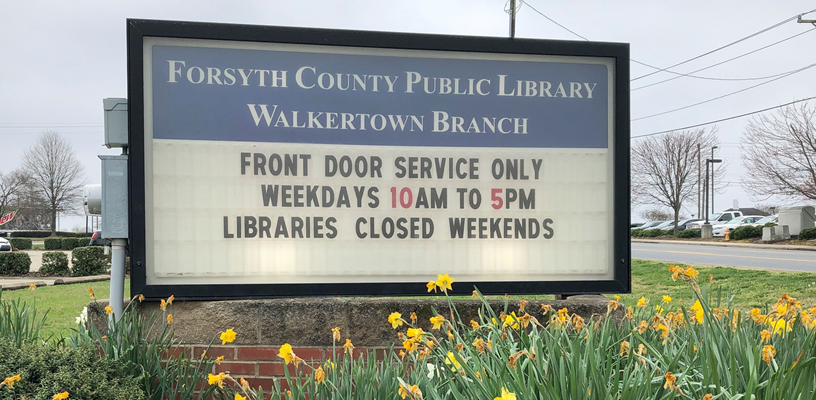 Forsyth County Public Library
Walkertown Branch
FRONT DOOR SERVICE ONLY
WEEKDAYS 10AM TO 5PM
LIBRARIES CLOSED WEEKENDS